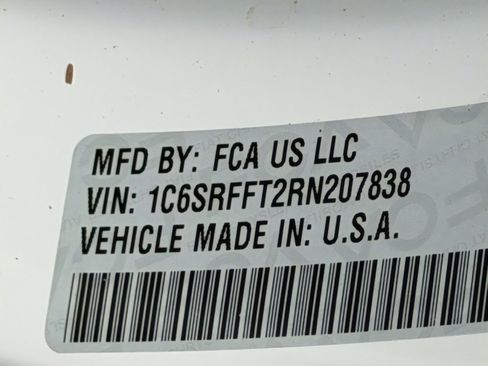 MFD BY: FCA US LLC
VIN: 1C6SRFFT2RN207838
VEHICLE MADE IN: U.S.A.